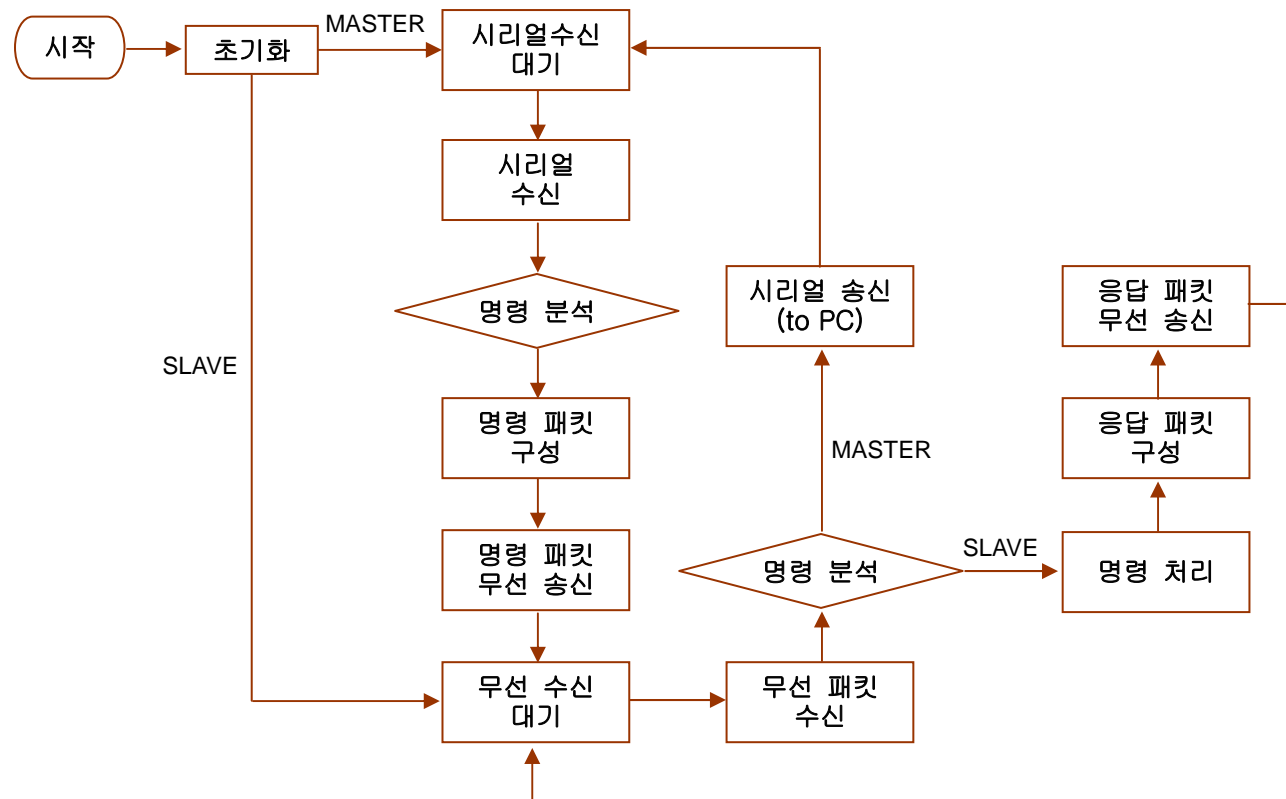 시작
초기화
MASTER
시리얼수신
대기
시리얼
수신
명령 분석
SLAVE
명령 패킷
구성
명령 패킷
무선 송신
무선 수신
대기
무선 패킷
수신
명령 분석
MASTER
시리얼 송신
(to PC)
SLAVE
명령 처리
응답 패킷
구성
응답 패킷
무선 송신